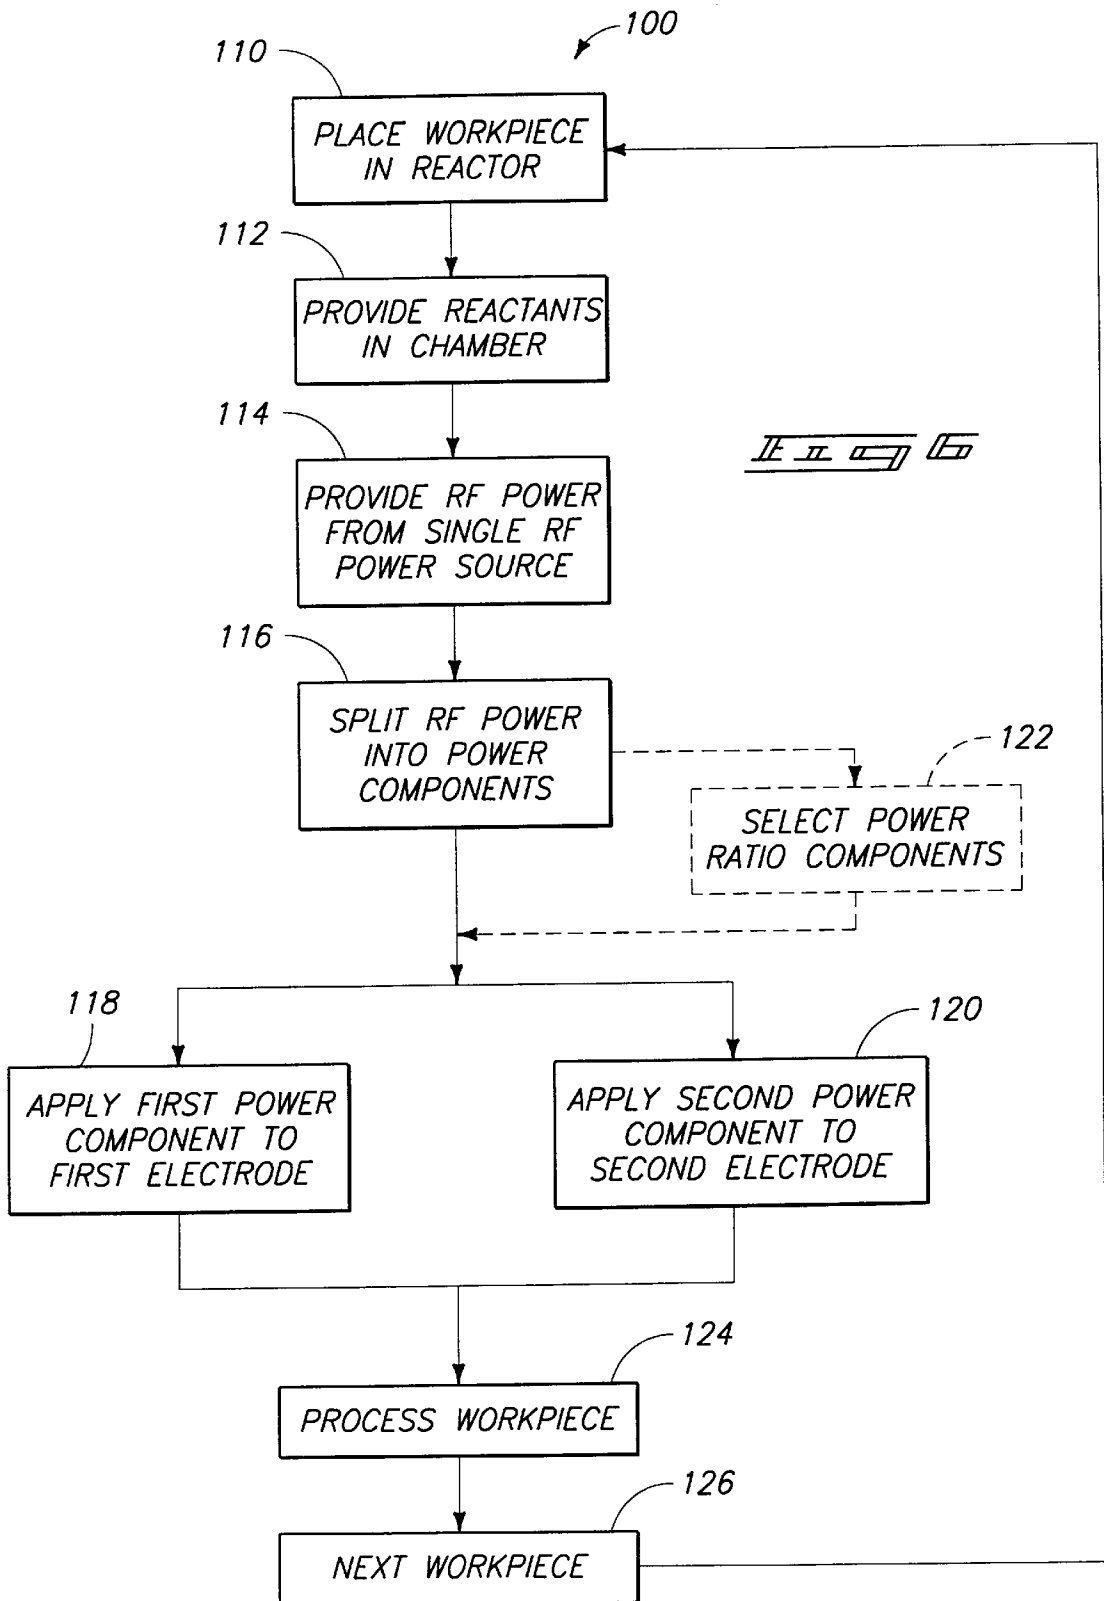 100
110
PLACE WORKPIECE
IN REACTOR
112
PROVIDE REACTANTS
IN CHAMBER
114
PROVIDE RF POWER
FROM SINGLE RF
POWER SOURCE
Fig 6
116
SPLIT RF POWER
INTO POWER
COMPONENTS
122
SELECT POWER
RATIO COMPONENTS
118
APPLY FIRST POWER
COMPONENT TO
FIRST ELECTRODE
120
APPLY SECOND POWER
COMPONENT TO
SECOND ELECTRODE
124
PROCESS WORKPIECE
126
NEXT WORKPIECE